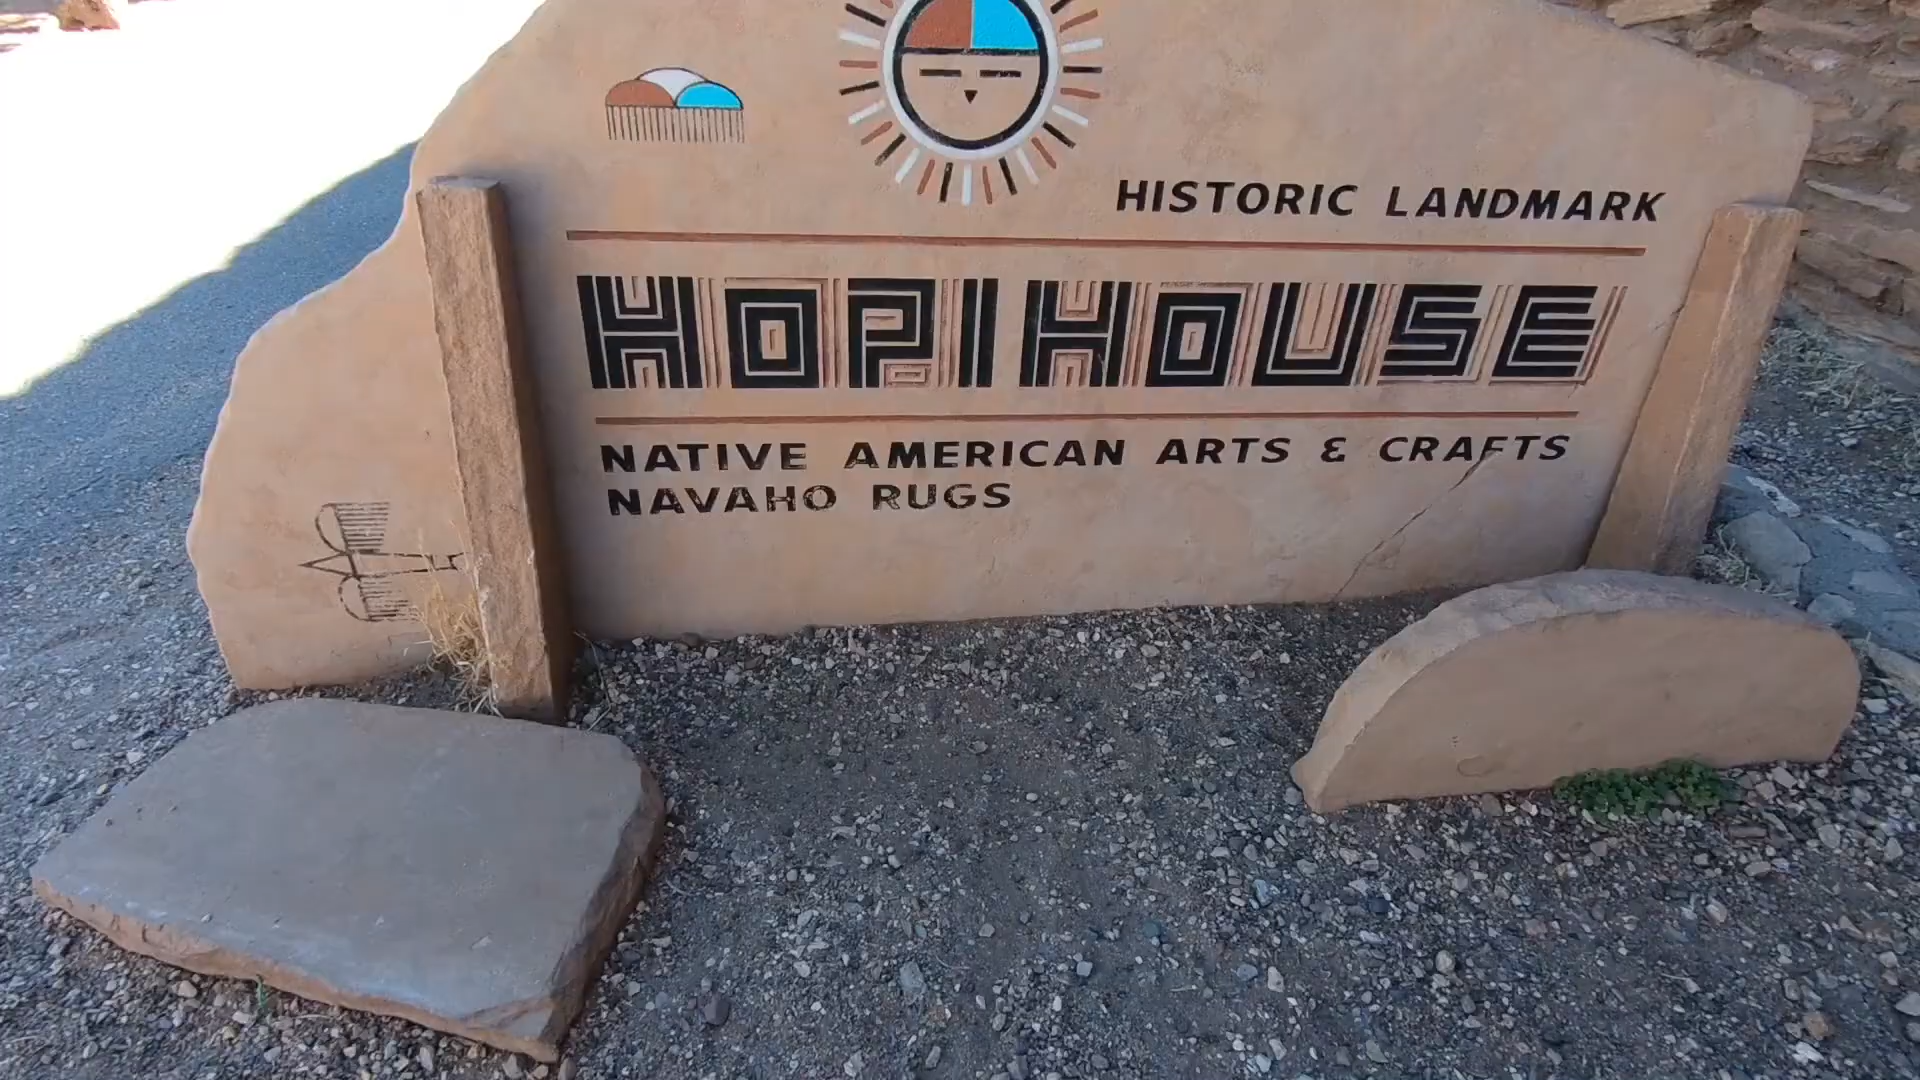 HISTORIC LANDMARK
HOPI HOUSE
NATIVE AMERICAN ARTS & CRAFTS
NAVAHO RUGS